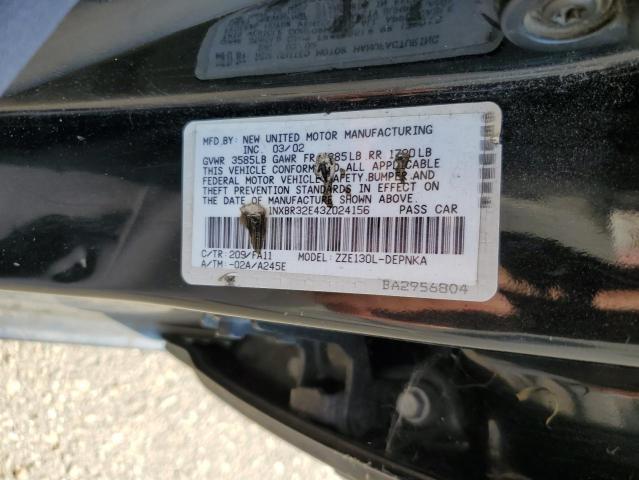 MFD.BY: NEW UNITED MOTOR MANUFACTURING
INC. 03/02
GVWR 3585LB GAWR FR 1885LB RR 1790LB
THIS VEHICLE CONFORMS TO ALL APPLICABLE
FEDERAL MOTOR VEHICLE SAFETY, BUMPER, AND
THEFT PREVENTION STANDARDS IN EFFECT ON
THE DATE OF MANUFACTURE SHOWN ABOVE.
1NXBR32E43Z024156 PASS CAR
C/TR: 209/FA11 MODEL: ZZE130L-DEPNKA
A/TM: -02A/A245E
BA2956804